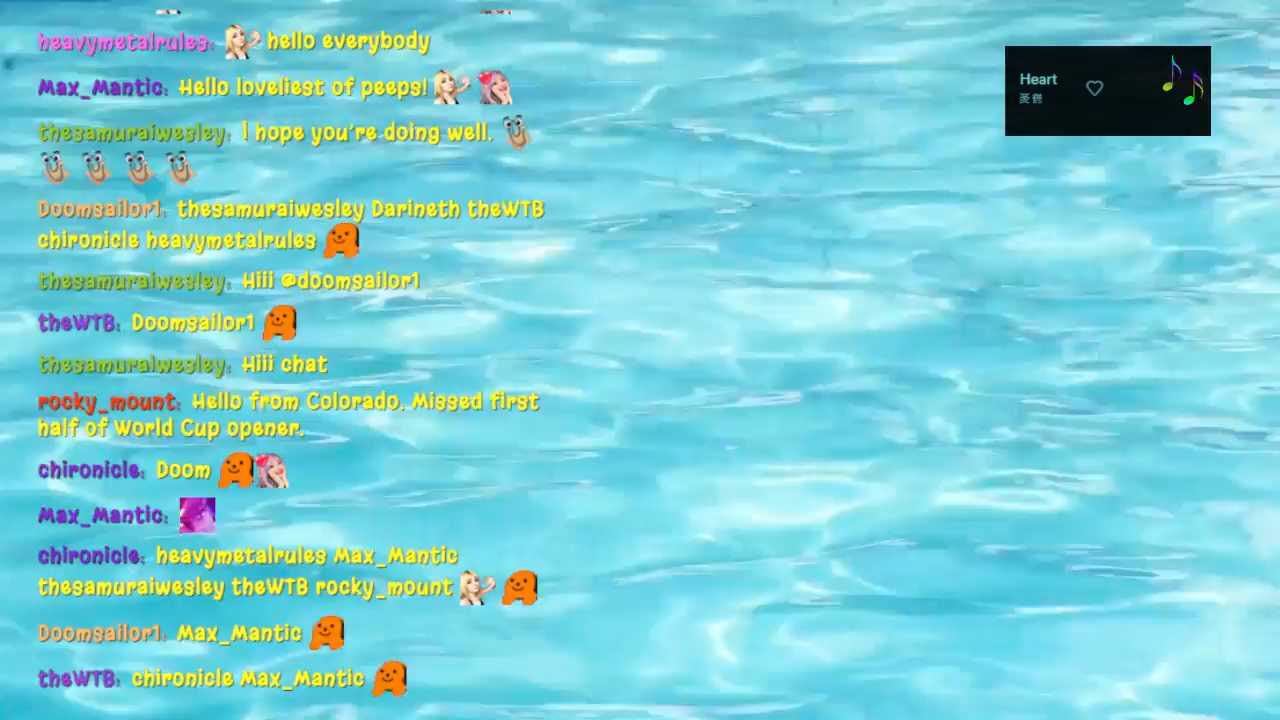 heavymetalrules: hello everybody
Max_Mantic: Hello loveliest of peeps!
thesamuraiwesley: I hope you're doing well.
Doomsailor1: thesamuraiwesley Darineth theWTB
chironicle heavymetalrules
thesamuraiwesley: Hiii @doomsailor1
theWTB: Doomsailor1
thesamuraiwesley: Hiii chat
rocky_mount: Hello from Colorado. Missed first
half of World Cup opener.
chironicle: Doom
Max_Mantic:
chironicle: heavymetalrules Max_Mantic
thesamuraiwesley theWTB rocky_mount
Doomsailor1: Max_Mantic
theWTB: chironicle Max_Mantic
Heart